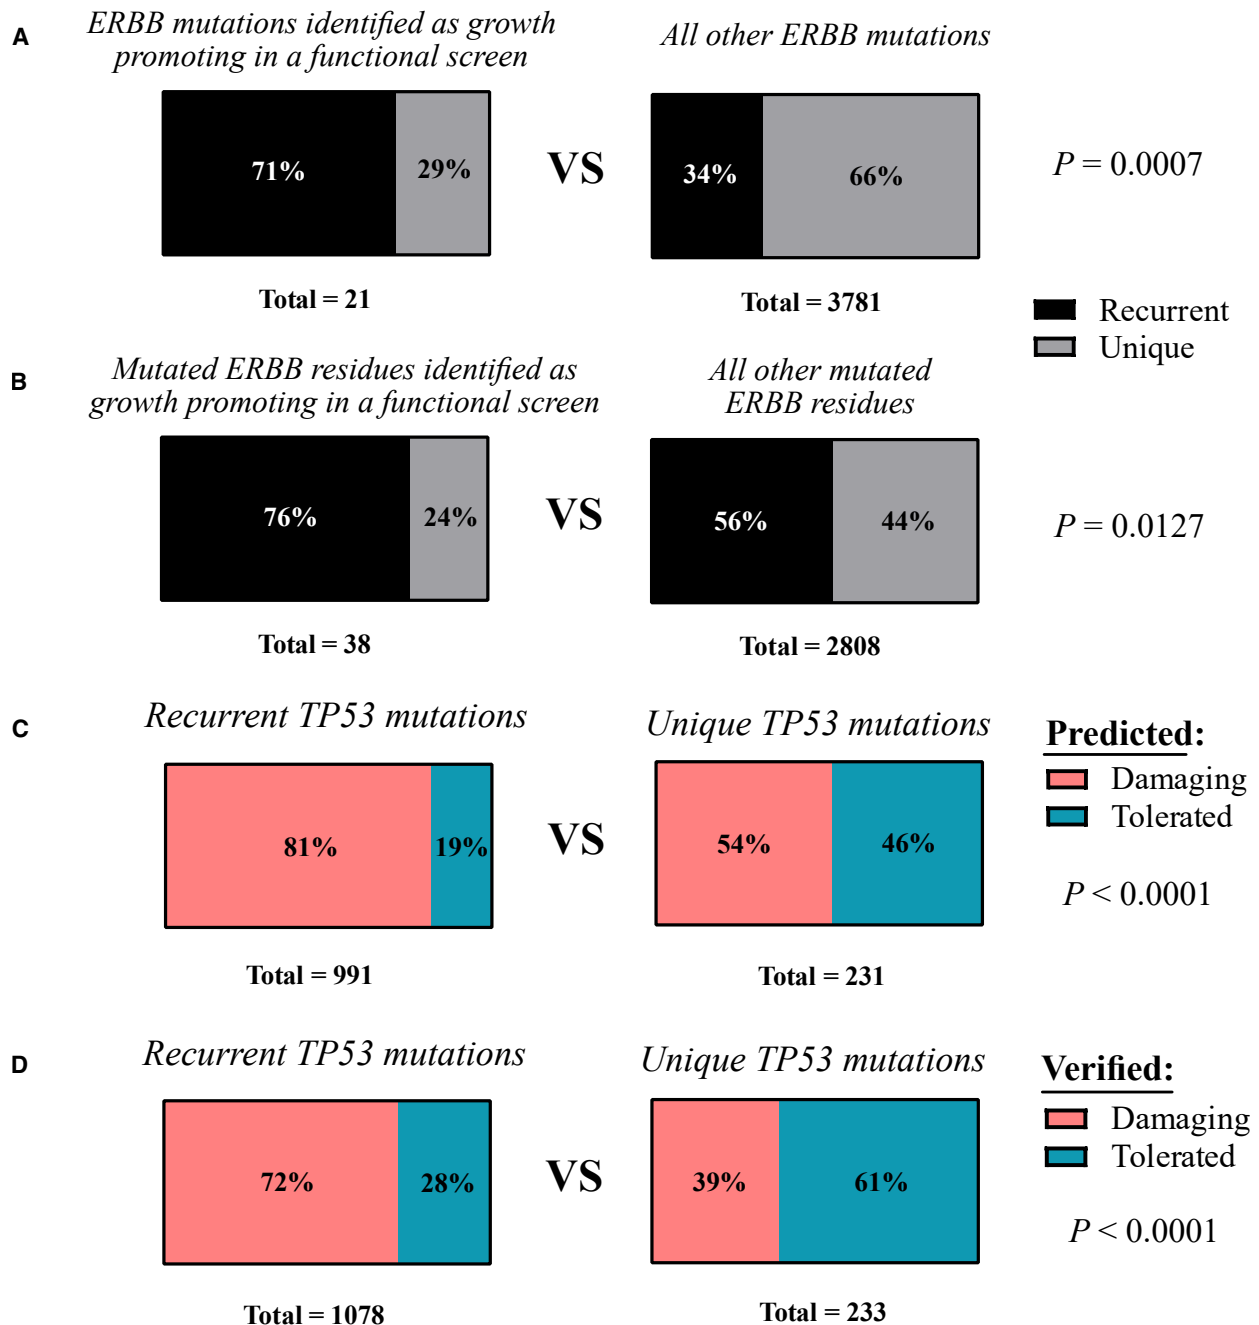 A
ERBB mutations identified as growth
promoting in a functional screen
All other ERBB mutations
71%
29%
VS
34%
66%
P = 0.0007
Total = 21
Total = 3781
Recurrent
Unique
B
Mutated ERBB residues identified as
growth promoting in a functional screen
All other mutated
ERBB residues
76%
24%
VS
56%
44%
P = 0.0127
Total = 38
Total = 2808
C
Recurrent TP53 mutations
Unique TP53 mutations
Predicted:
Damaging
Tolerated
81%
19%
VS
54%
46%
P < 0.0001
Total = 991
Total = 231
D
Recurrent TP53 mutations
Unique TP53 mutations
Verified:
Damaging
Tolerated
72%
28%
VS
39%
61%
P < 0.0001
Total = 1078
Total = 233